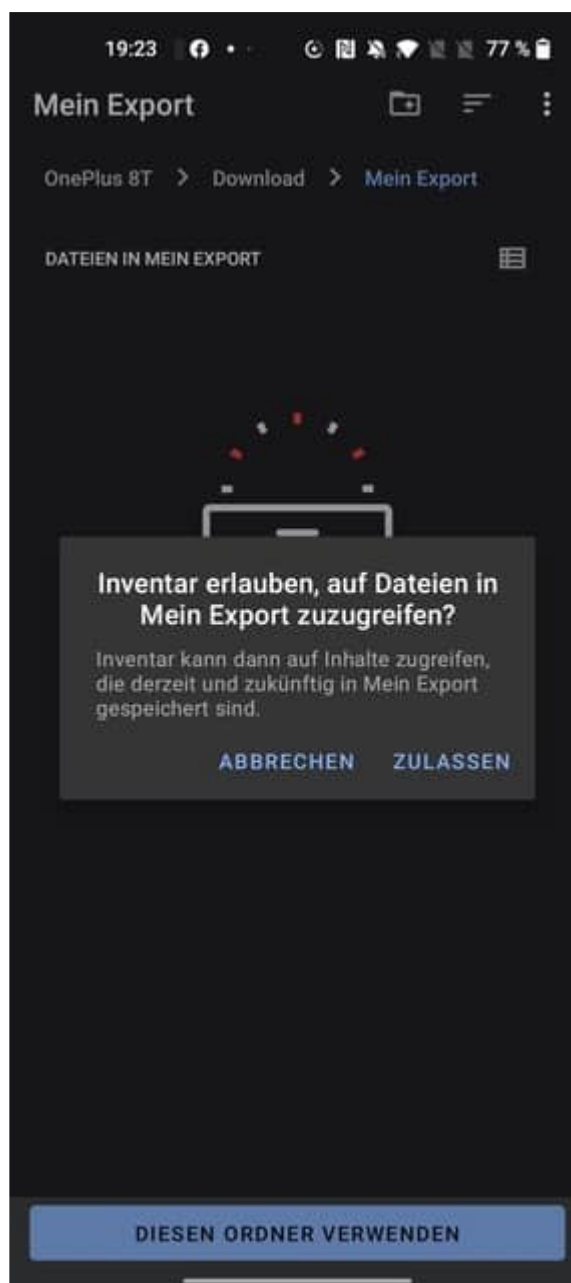 19:23
77 %
Mein Export
OnePlus 8T > Download > Mein Export
DATEIEN IN MEIN EXPORT
Inventar erlauben, auf Dateien in
Mein Export zuzugreifen?
Inventar kann dann auf Inhalte zugreifen,
die derzeit und zukünftig in Mein Export
gespeichert sind.
ABBRECHEN ZULASSEN
DIESEN ORDNER VERWENDEN